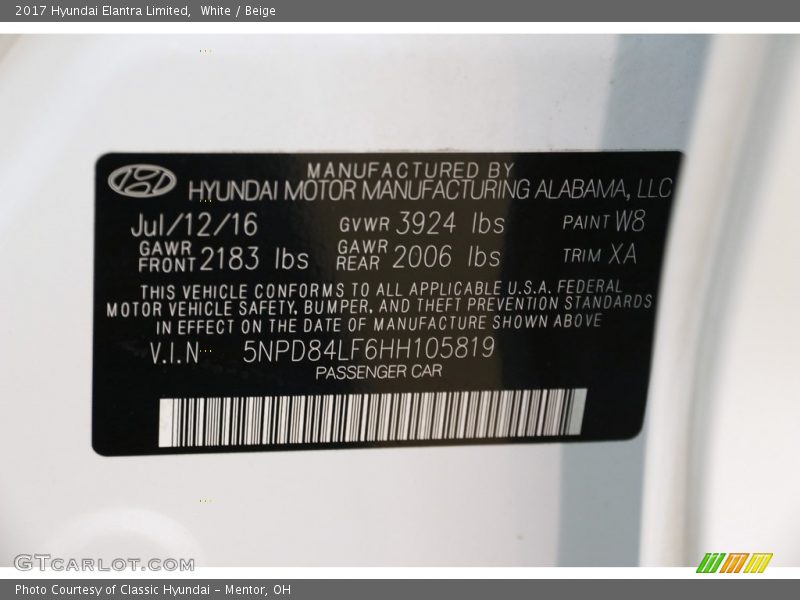 2017 Hyundai Elantra Limited,  White / Beige
MANUFACTURED BY
HYUNDAI MOTOR MANUFACTURING ALABAMA, LLC
Jul/12/16 GVWR 3924 lbs PAINT W8
GAWR FRONT 2183 lbs GAWR REAR 2006 lbs TRIM XA
THIS VEHICLE CONFORMS TO ALL APPLICABLE U.S.A. FEDERAL
MOTOR VEHICLE SAFETY, BUMPER, AND THEFT PREVENTION STANDARDS
IN EFFECT ON THE DATE OF MANUFACTURE SHOWN ABOVE
V.I.N 5NPD84LF6HH105819
PASSENGER CAR
GTCARLOT.COM
Photo Courtesy of Classic Hyundai - Mentor, OH